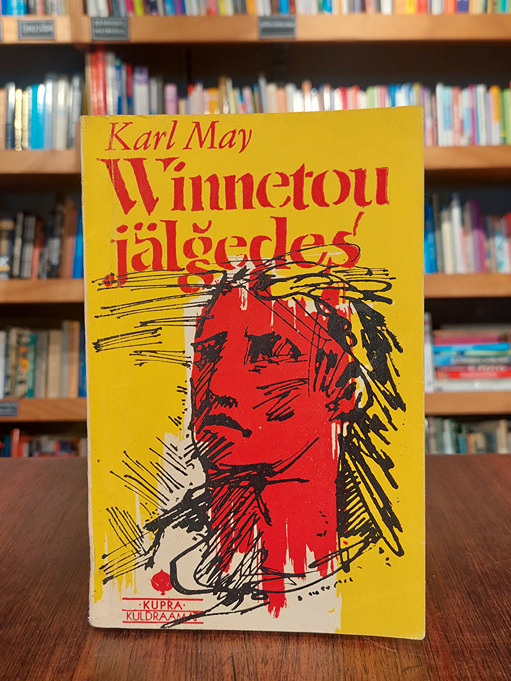 Karl May
Winnetou
jälgedes
·KUPRA·
KULDRAAMAT